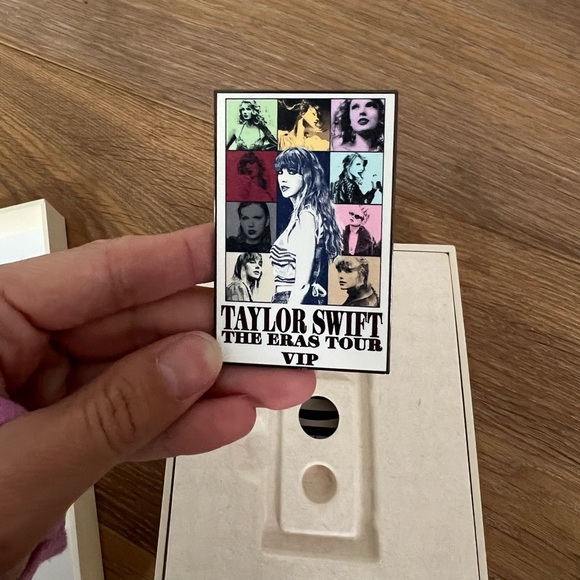 TAYLOR SWIFT
THE ERAS TOUR
VIP